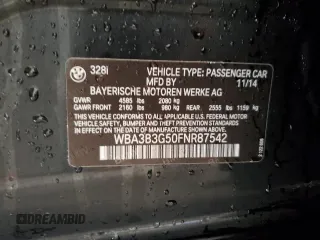 BMW
328i
VEHICLE TYPE: PASSENGER CAR
MFD BY
11/14
BAYERISCHE MOTOREN WERKE AG
GVWR 4585 lbs 2080 kg
GAWR FRONT 2160 lbs 980 kg REAR 2555 lbs 1159 kg
THIS VEHICLE CONFORMS TO ALL APPLICABLE
U.S. FEDERAL MOTOR VEHICLE SAFETY, BUMPER,
AND THEFT PREVENTION STANDARDS IN EFFECT
ON THE DATE OF MANUFACTURE SHOWN ABOVE.
WBA3B3G50FNR87542
DREAMBID